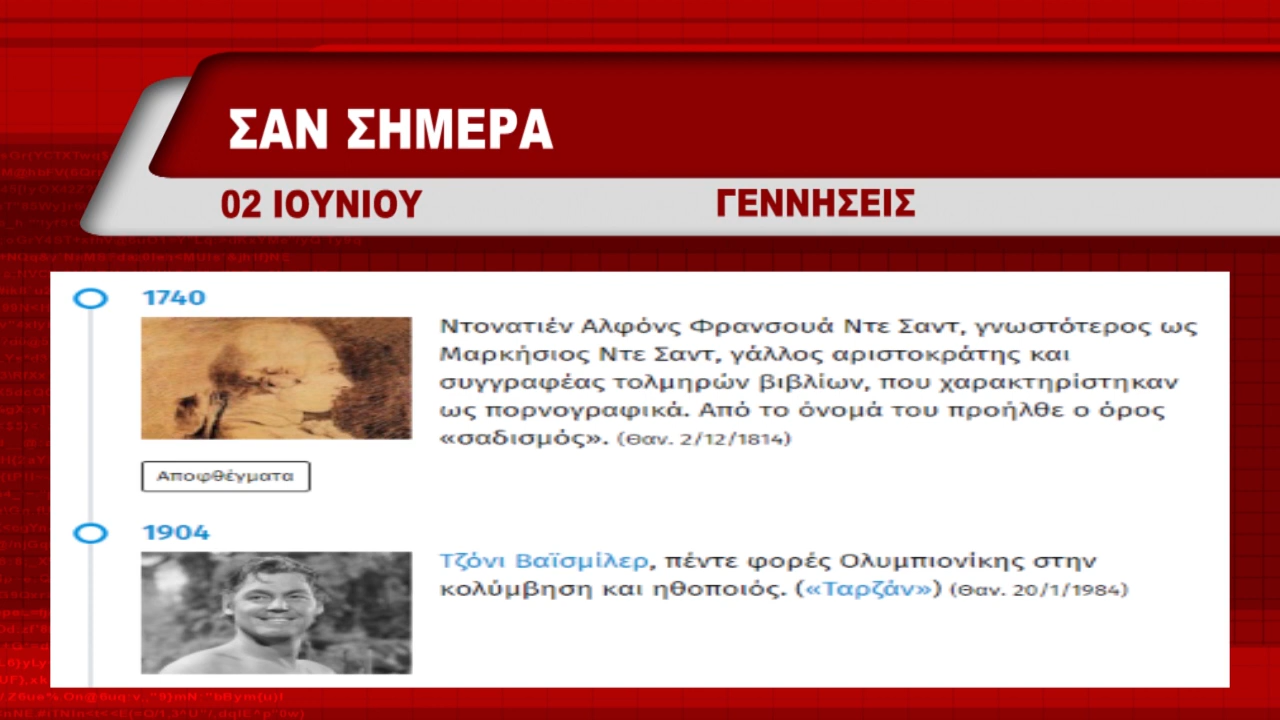 ΣΑΝ ΣΗΜΕΡΑ
02 ΙΟΥΝΙΟΥ
ΓΕΝΝΗΣΕΙΣ
1740
Ντονατιέν Αλφόνς Φρανσουά Ντε Σαντ, γνωστότερος ως
Μαρκήσιος Ντε Σαντ, γάλλος αριστοκράτης και
συγγραφέας τολμηρών βιβλίων, που χαρακτηρίστηκαν
ως πορνογραφικά. Από το όνομά του προήλθε ο όρος
«σαδισμός». (Θαν. 2/12/1814)
Αποφθέγματα
1904
Τζόνι Βαϊσμίλερ, πέντε φορές Ολυμπιονίκης στην
κολύμβηση και ηθοποιός. («Ταρζάν») (Θαν. 20/1/1984)